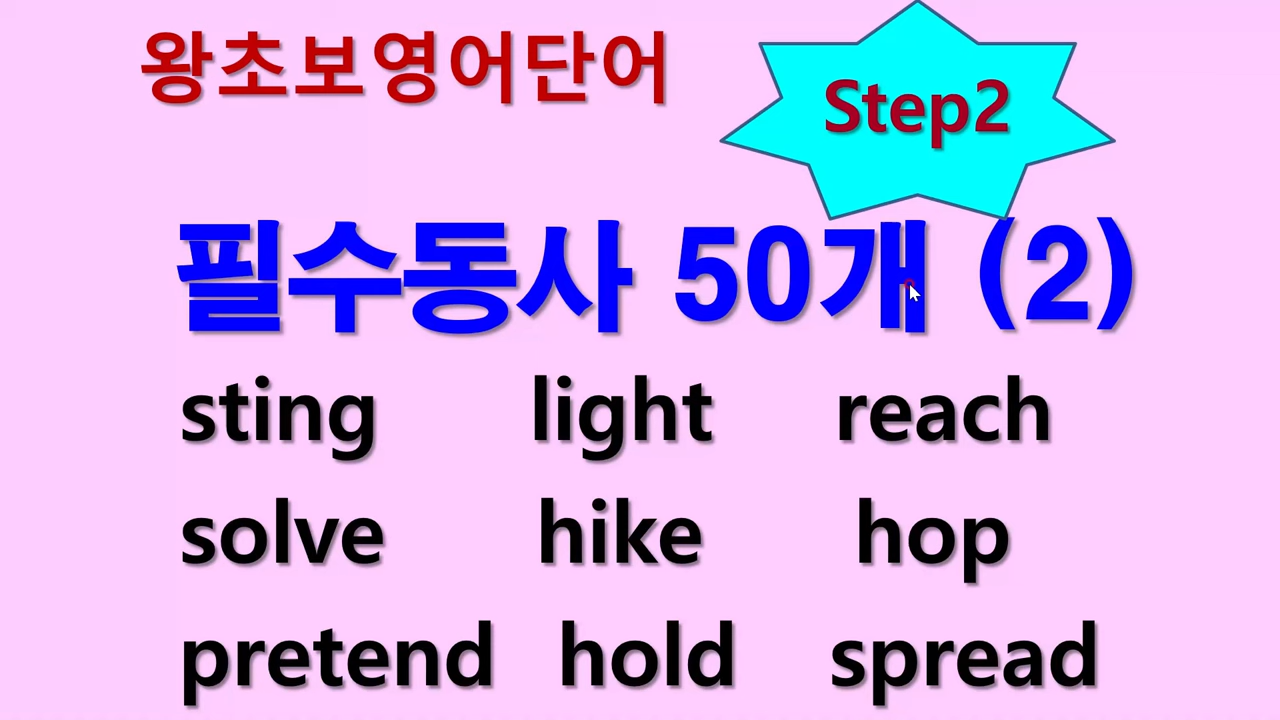 왕초보영어단어
Step2
필수동사 50개 (2)
sting light reach
solve hike hop
pretend hold spread